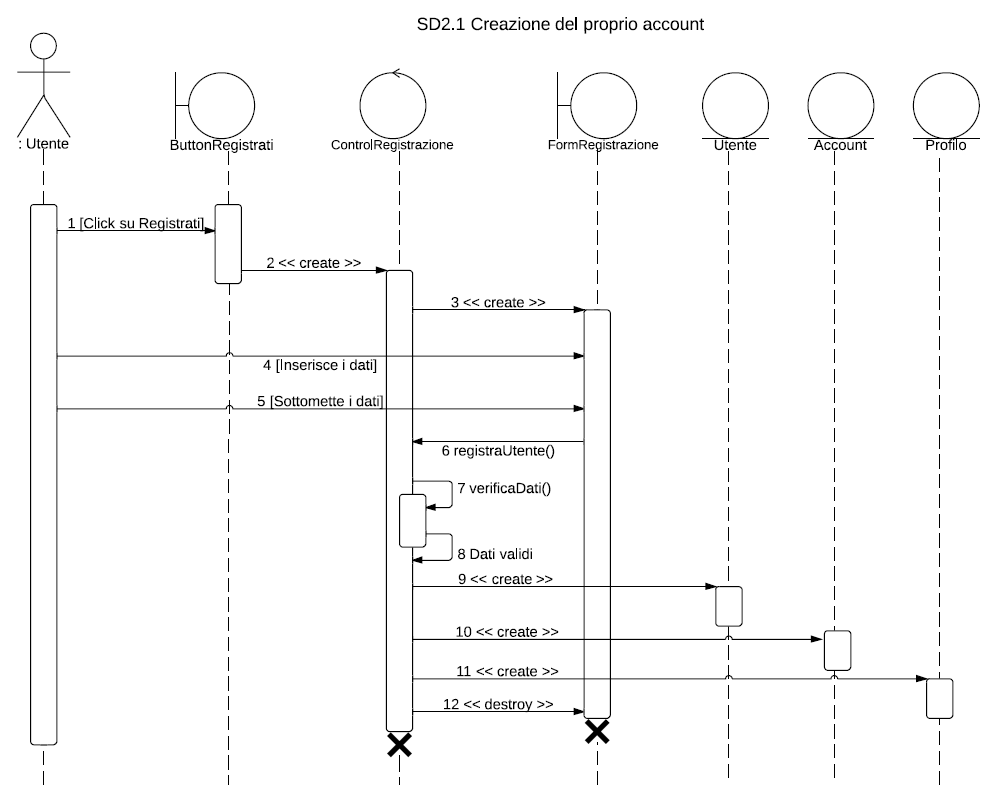 SD2.1 Creazione del proprio account
: Utente
ButtonRegistrati
ControlRegistrazione
FormRegistrazione
Utente
Account
Profilo
1 [Click su Registrati]
2 << create >>
3 << create >>
4 [Inserisce i dati]
5 [Sottomette i dati]
6 registraUtente()
7 verificaDati()
8 Dati validi
9 << create >>
10 << create >>
11 << create >>
12 << destroy >>